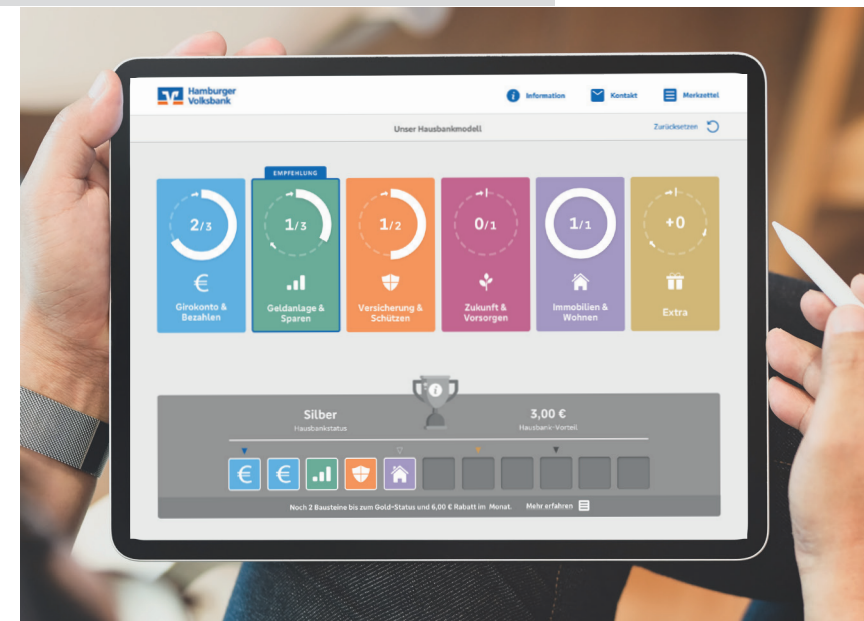 Hamburger
Volksbank
Information
Kontakt
Merkzettel
Unser Hausbankmodell
Zurücksetzen
EMPFEHLUNG
2/3
1/3
1/2
0/1
1/1
+0
Girokonto &
Bezahlen
Geldanlage &
Sparen
Versicherung &
Schützen
Zukunft &
Vorsorgen
Immobilien &
Wohnen
Extra
Silber
Hausbankstatus
3,00 €
Hausbank-Vorteil
Noch 2 Bausteine bis zum Gold-Status und 6,00 € Rabatt im Monat.
Mehr erfahren